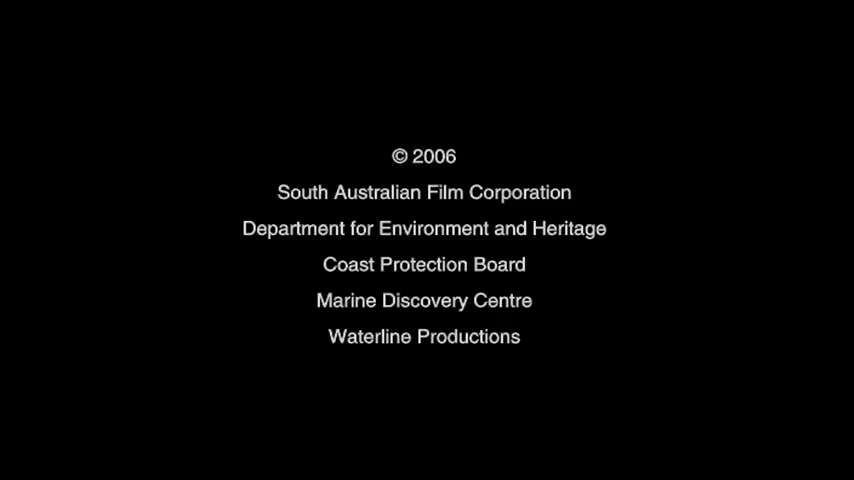 © 2006
South Australian Film Corporation
Department for Environment and Heritage
Coast Protection Board
Marine Discovery Centre
Waterline Productions